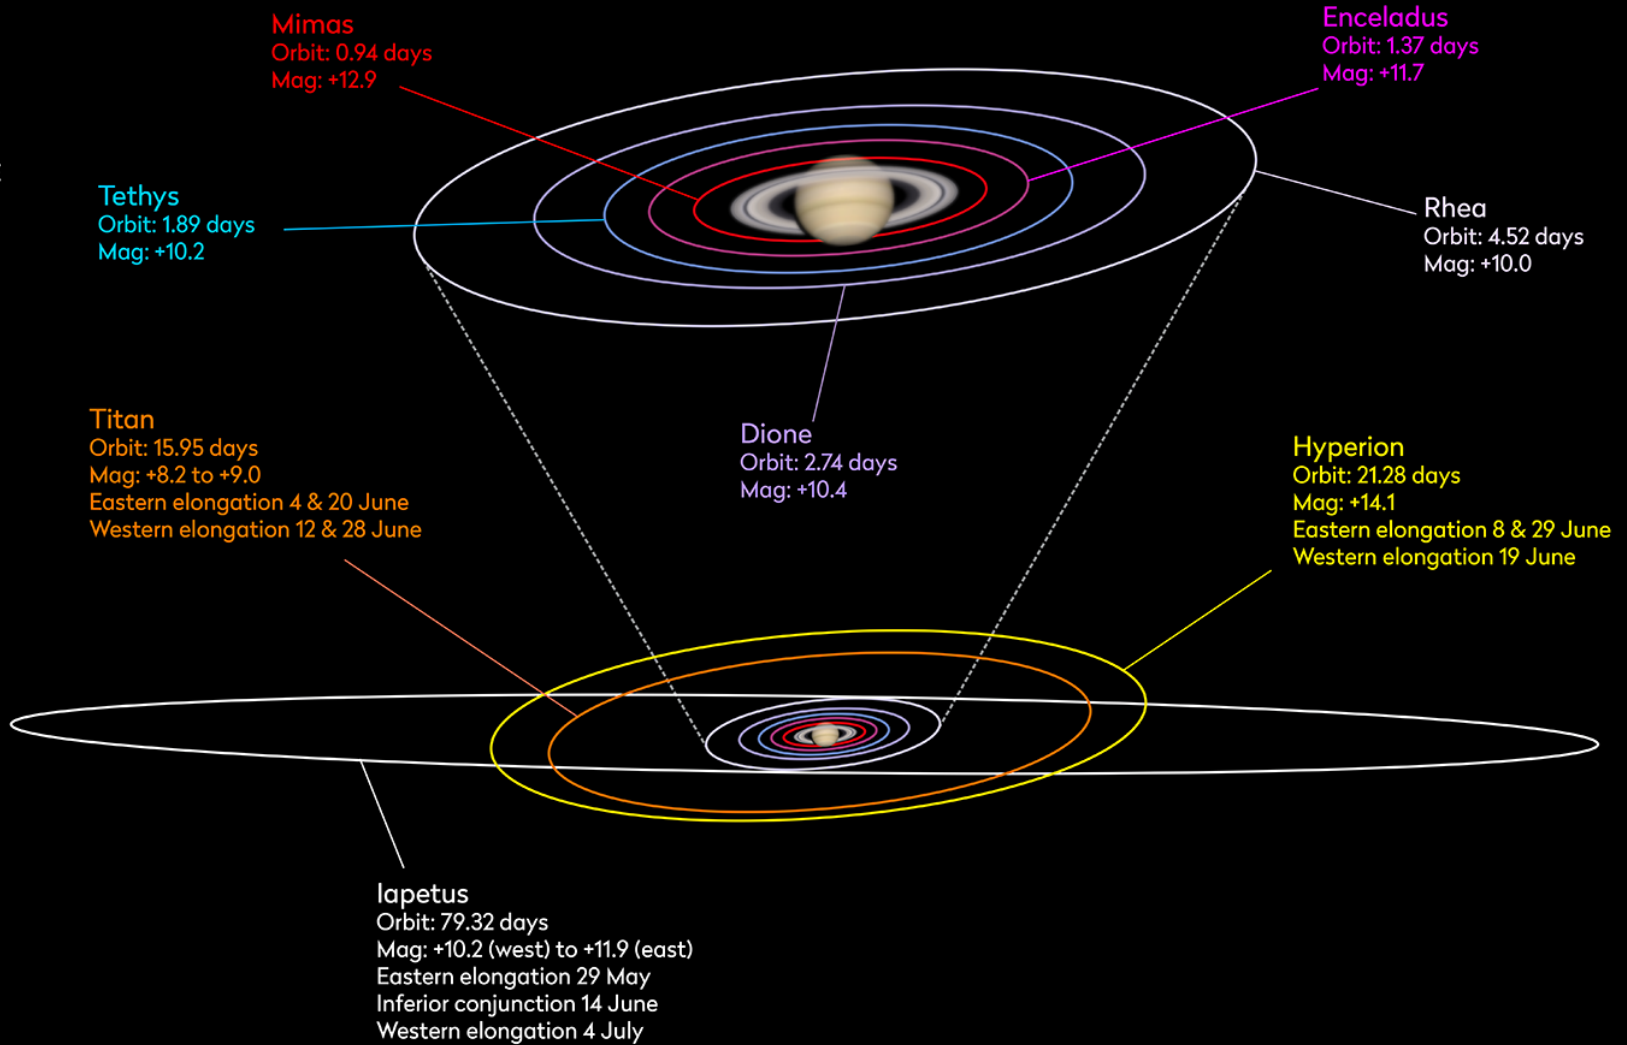 Mimas
Orbit: 0.94 days
Mag: +12.9
Enceladus
Orbit: 1.37 days
Mag: +11.7
Tethys
Orbit: 1.89 days
Mag: +10.2
Rhea
Orbit: 4.52 days
Mag: +10.0
Titan
Orbit: 15.95 days
Mag: +8.2 to +9.0
Eastern elongation 4 & 20 June
Western elongation 12 & 28 June
Dione
Orbit: 2.74 days
Mag: +10.4
Hyperion
Orbit: 21.28 days
Mag: +14.1
Eastern elongation 8 & 29 June
Western elongation 19 June
Iapetus
Orbit: 79.32 days
Mag: +10.2 (west) to +11.9 (east)
Eastern elongation 29 May
Inferior conjunction 14 June
Western elongation 4 July